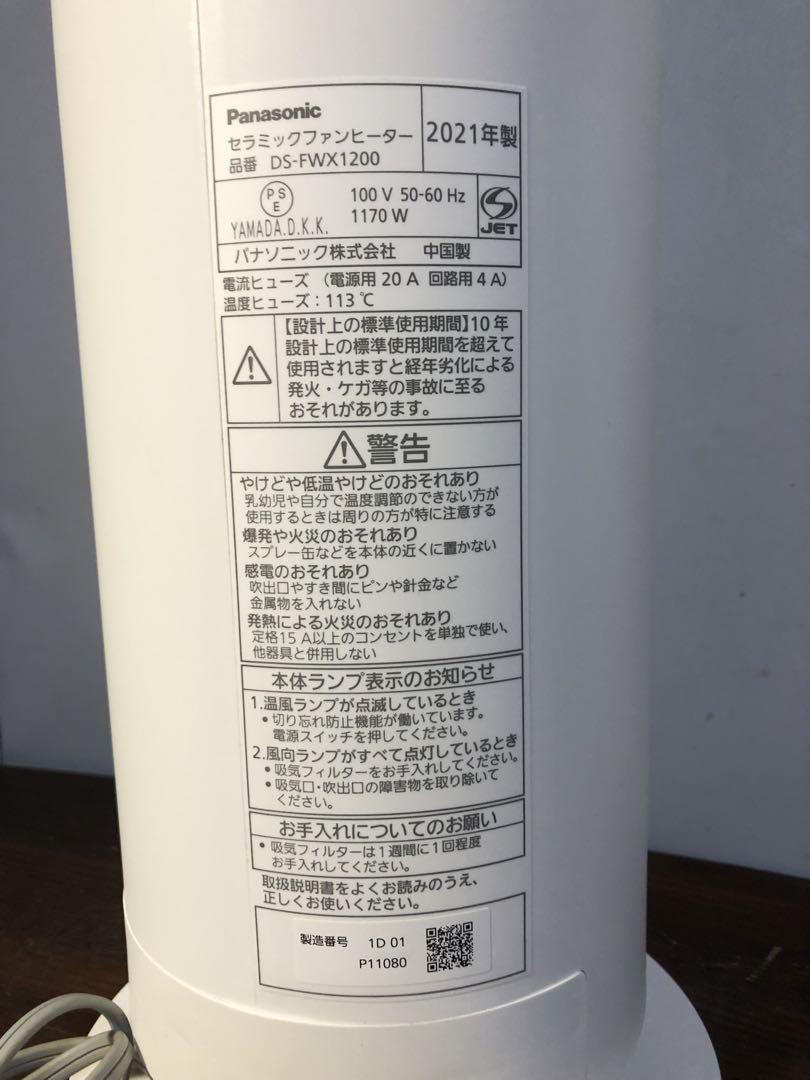 Panasonic
セラミックファンヒーター
品番 DS-FWX1200
2021年製
PSE
YAMADA.D.K.K.
100 V 50-60 Hz
1170 W
JET
パナソニック株式会社 中国製
電流ヒューズ (電源用 20 A 回路用 4 A)
温度ヒューズ:113 ℃
【設計上の標準使用期間】10 年
設計上の標準使用期間を超えて
使用されますと経年劣化による
発火・ケガ等の事故に至る
おそれがあります。
警告
やけどや低温やけどのおそれあり
乳幼児や自分で温度調節のできない方が
使用するときは周りの方が特に注意する
爆発や火災のおそれあり
スプレー缶などを本体の近くに置かない
感電のおそれあり
吹出口やすき間にピンや針金など
金属物を入れない
発熱による火災のおそれあり
定格15 A以上のコンセントを単独で使い、
他器具と併用しない
本体ランプ表示のお知らせ
1.温風ランプが点滅しているとき
• 切り忘れ防止機能が働いています。
電源スイッチを押してください。
2.風向ランプがすべて点灯しているとき
• 吸気フィルターをお手入れしてください。
• 吸気口・吹出口の障害物を取り除いて
ください。
お手入れについてのお願い
• 吸気フィルターは1週間に1回程度
お手入れしてください。
取扱説明書をよくお読みのうえ、
正しくお使いください。
製造番号 1D 01
P11080